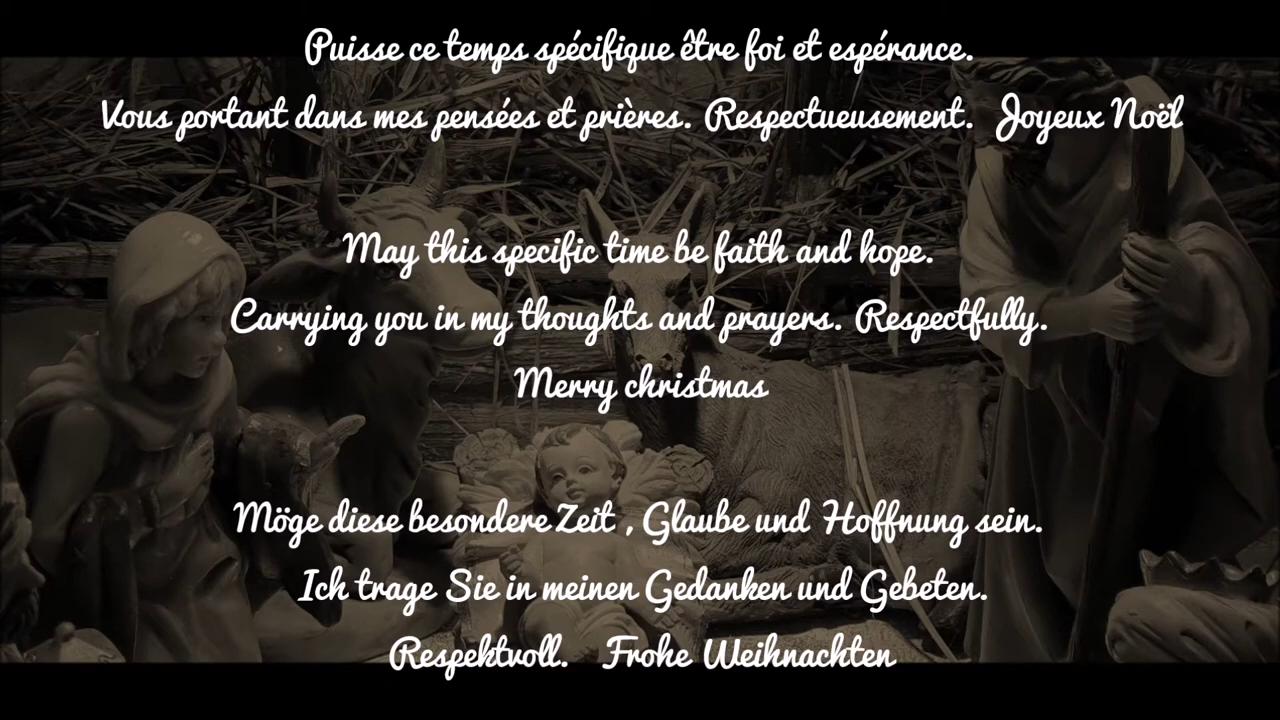 Puisse ce temps spécifique être foi et espérance.
Vous portant dans mes pensées et prières. Respectueusement. Joyeux Noël
May this specific time be faith and hope.
Carrying you in my thoughts and prayers. Respectfully.
Merry christmas
Möge diese besondere Zeit , Glaube und Hoffnung sein.
Ich trage Sie in meinen Gedanken und Gebeten.
Respektvoll. Frohe Weihnachten